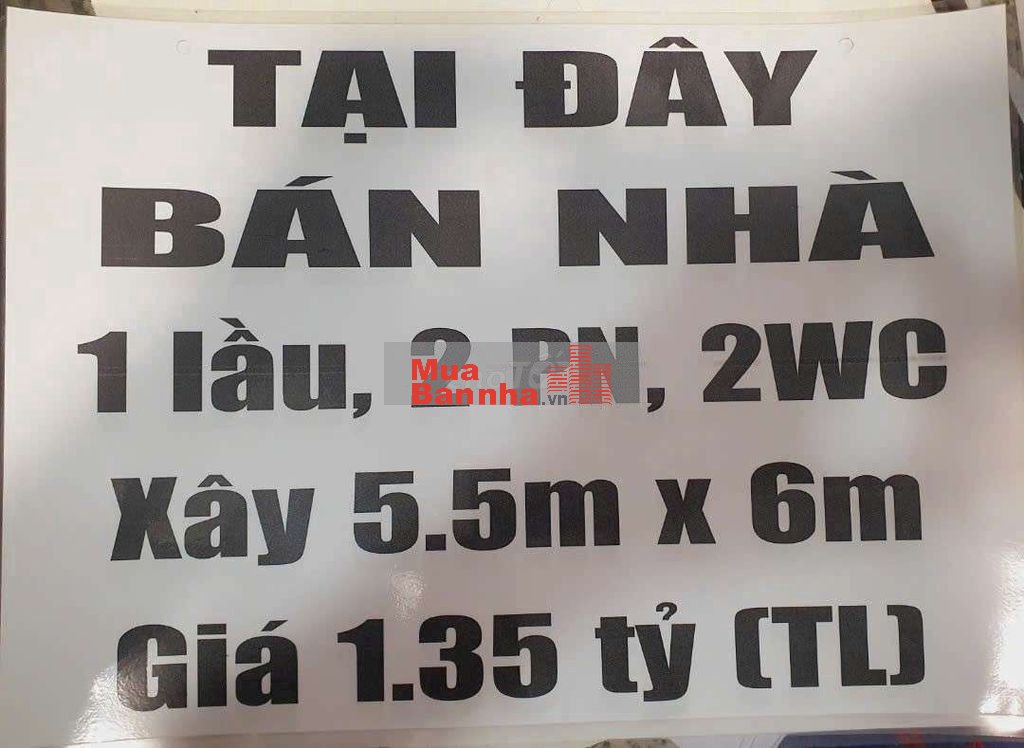 TẠI ĐÂY
BÁN NHÀ
1 lầu, 2 PN, 2WC
Mua
Bannha.vn
Xây 5.5m x 6m
Giá 1.35 tỷ (TL)